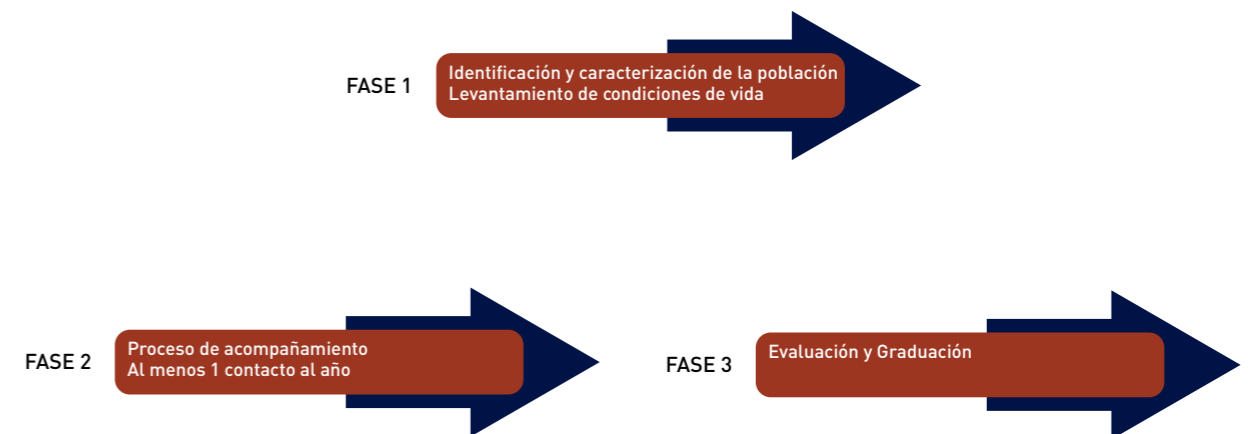 FASE 1
Identificación y caracterización de la población
Levantamiento de condiciones de vida
FASE 2
Proceso de acompañamiento
Al menos 1 contacto al año
FASE 3
Evaluación y Graduación